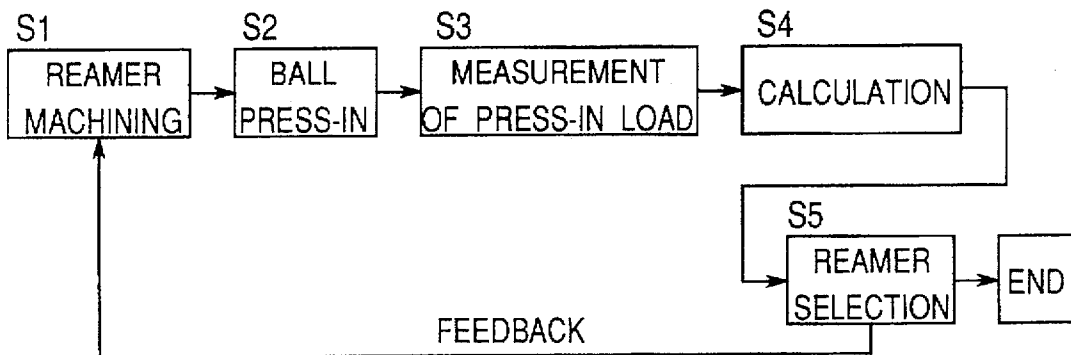 S1
REAMER
MACHINING
S2
BALL
PRESS-IN
S3
MEASUREMENT
OF PRESS-IN LOAD
S4
CALCULATION
S5
REAMER
SELECTION
END
FEEDBACK